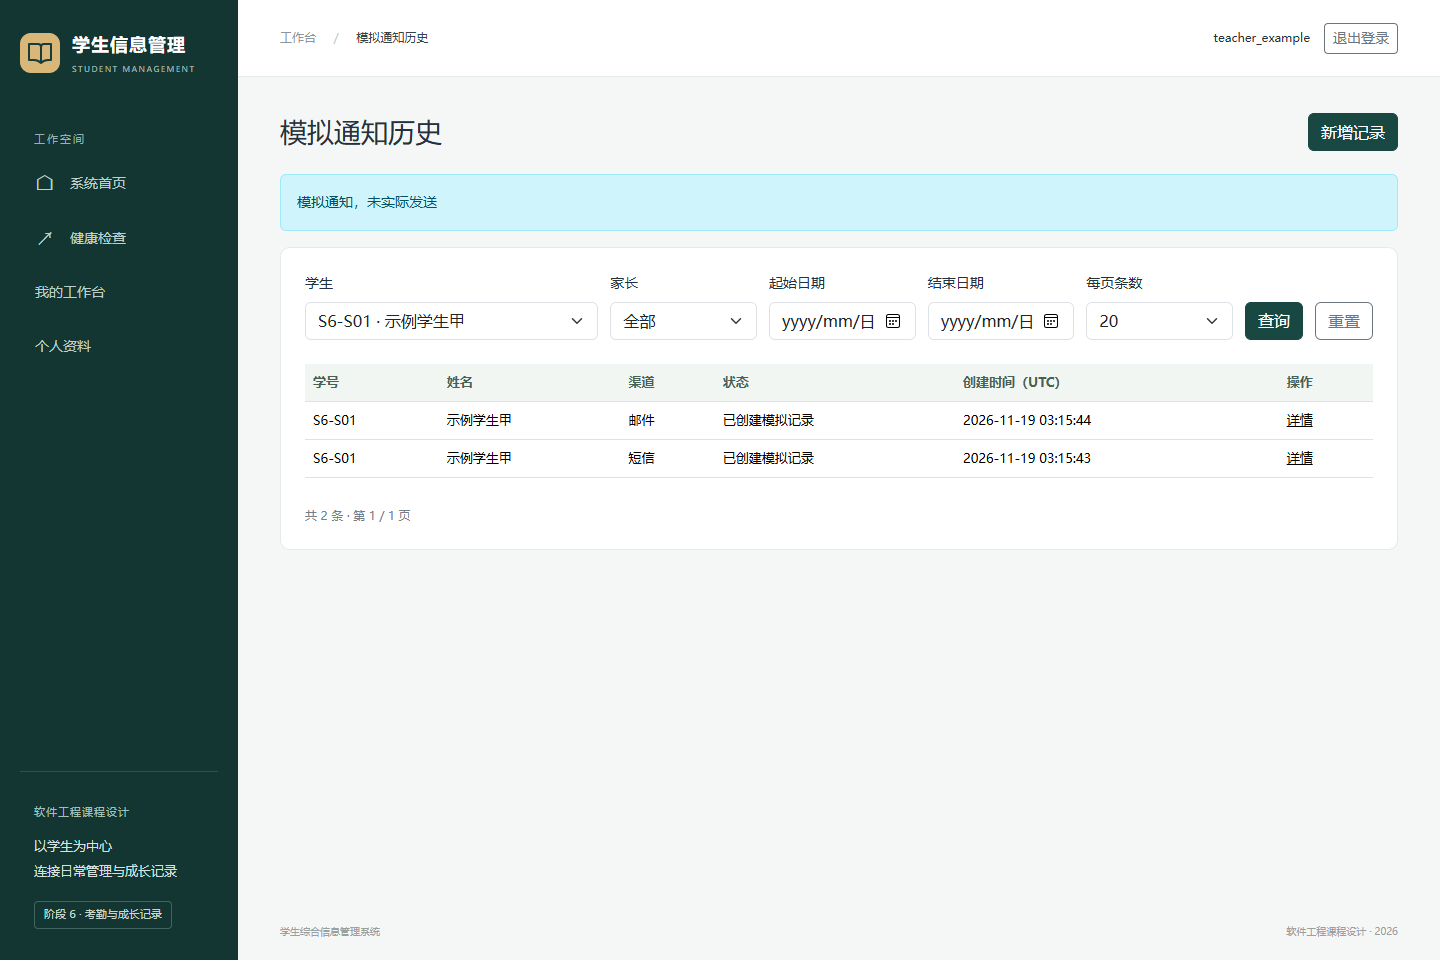 学生信息管理
STUDENT MANAGEMENT
工作空间
系统首页
健康检查
我的工作台
个人资料
软件工程课程设计
以学生为中心
连接日常管理与成长记录
阶段 6 · 考勤与成长记录
工作台 / 模拟通知历史
teacher_example 退出登录
模拟通知历史 新增记录
模拟通知，未实际发送
学生 家长 起始日期 结束日期 每页条数
S6-S01 · 示例学生甲 全部 yyyy/mm/日 yyyy/mm/日 20 查询 重置
学号 姓名 渠道 状态 创建时间（UTC） 操作
S6-S01 示例学生甲 邮件 已创建模拟记录 2026-11-19 03:15:44 详情
S6-S01 示例学生甲 短信 已创建模拟记录 2026-11-19 03:15:43 详情
共 2 条 · 第 1 / 1 页
学生综合信息管理系统 软件工程课程设计 · 2026